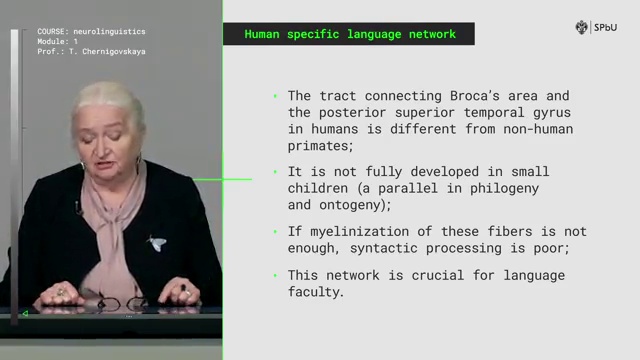 COURSE: neurolinguistics
Module: 1
Prof.: T. Chernigovskaya
Human specific language network
SPbU
The tract connecting Broca's area and
the posterior superior temporal gyrus
in humans is different from non-human
primates;
It is not fully developed in small
children (a parallel in philogeny
and ontogeny);
If myelinization of these fibers is not
enough, syntactic processing is poor;
This network is crucial for language
faculty.